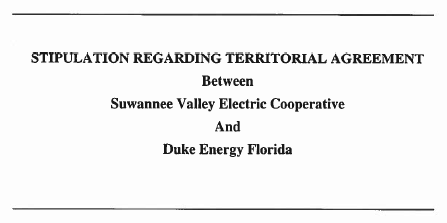 STIPULATION REGARDING TERRITORIAL AGREEMENT
Between
Suwannee Valley Electric Cooperative
And
Duke Energy Florida